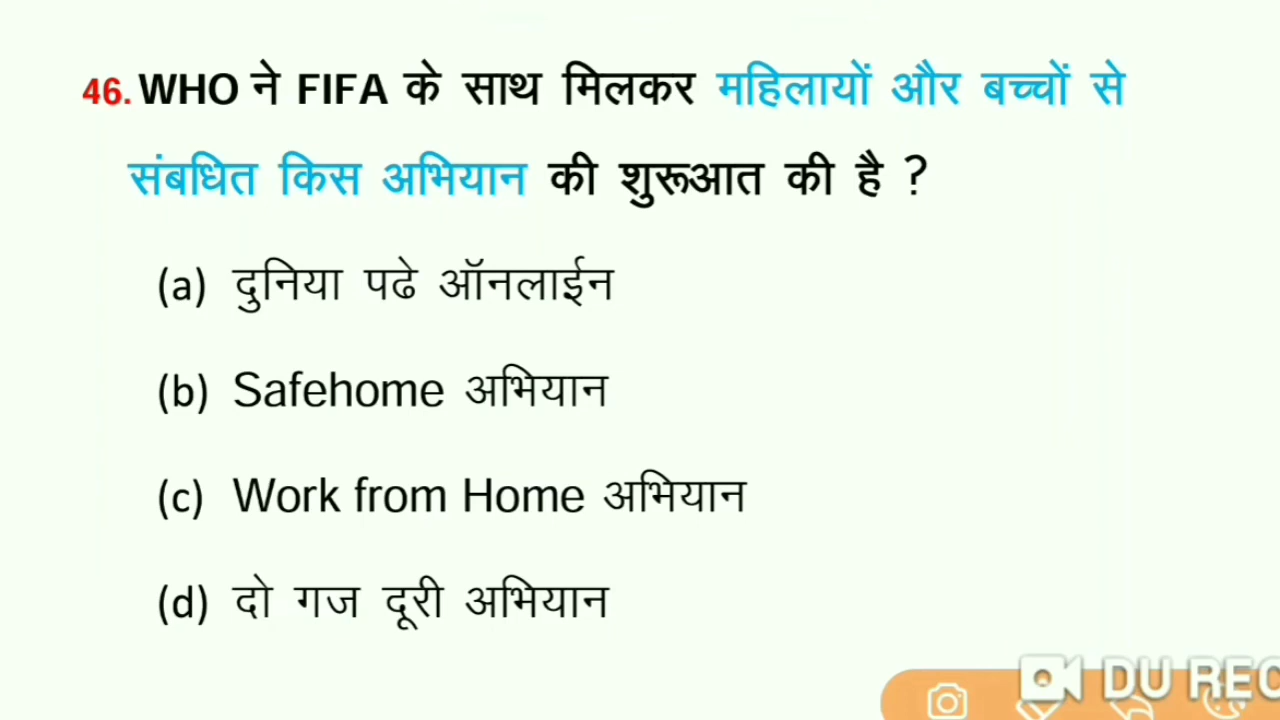 46. WHO ने FIFA के साथ मिलकर महिलायों और बच्चों से
संबधित किस अभियान की शुरूआत की है ?
(a) दुनिया पढे ऑनलाईन
(b) Safehome अभियान
(c) Work from Home अभियान
(d) दो गज दूरी अभियान
DU REC